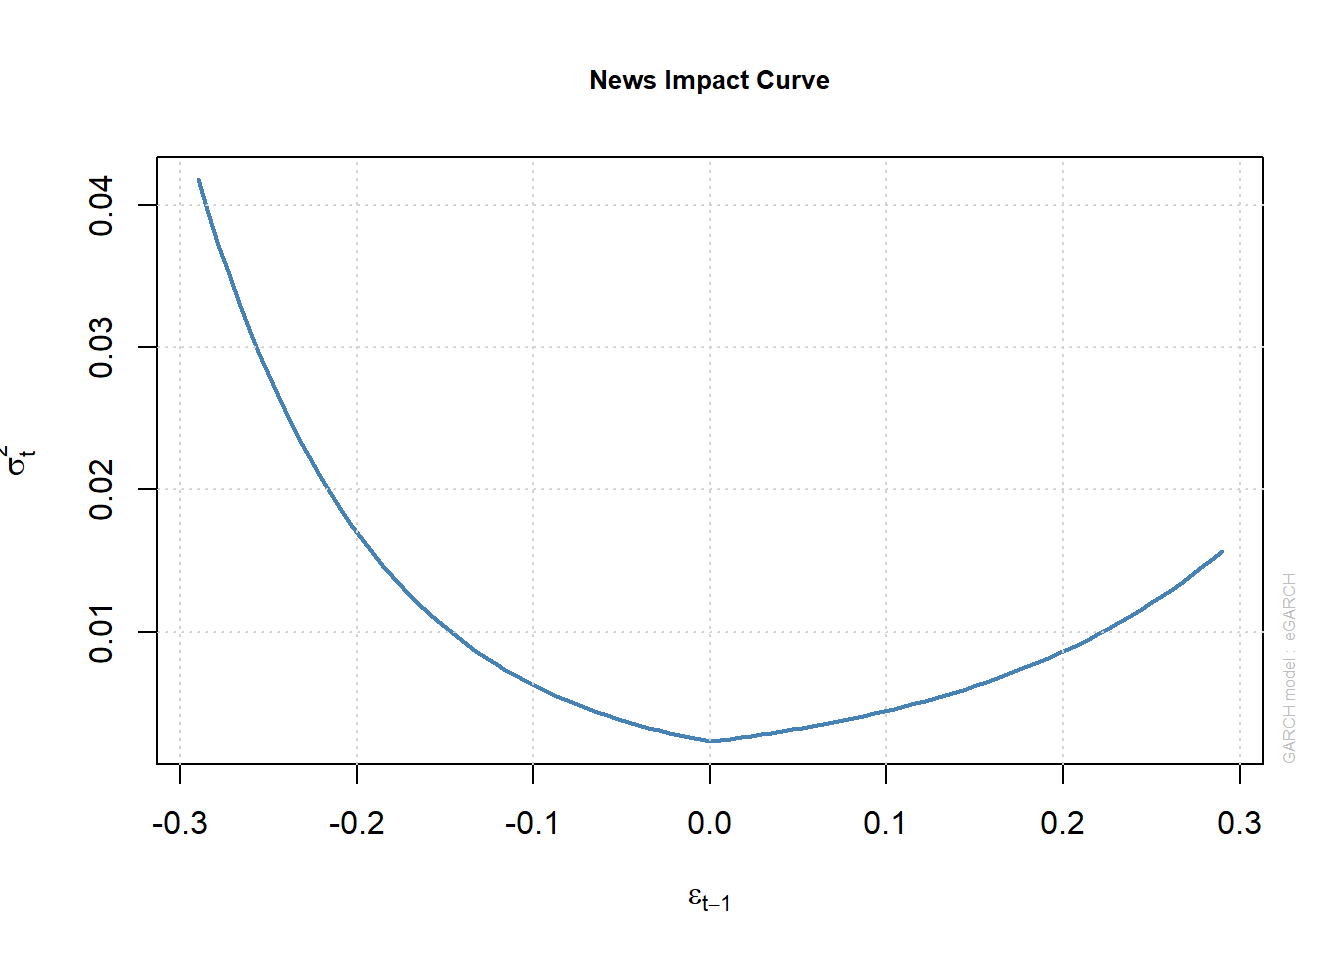 News Impact Curve
σ²ₜ
0.04
0.03
0.02
0.01
-0.3 -0.2 -0.1 0.0 0.1 0.2 0.3
εₜ₋₁
GARCH model : eGARCH